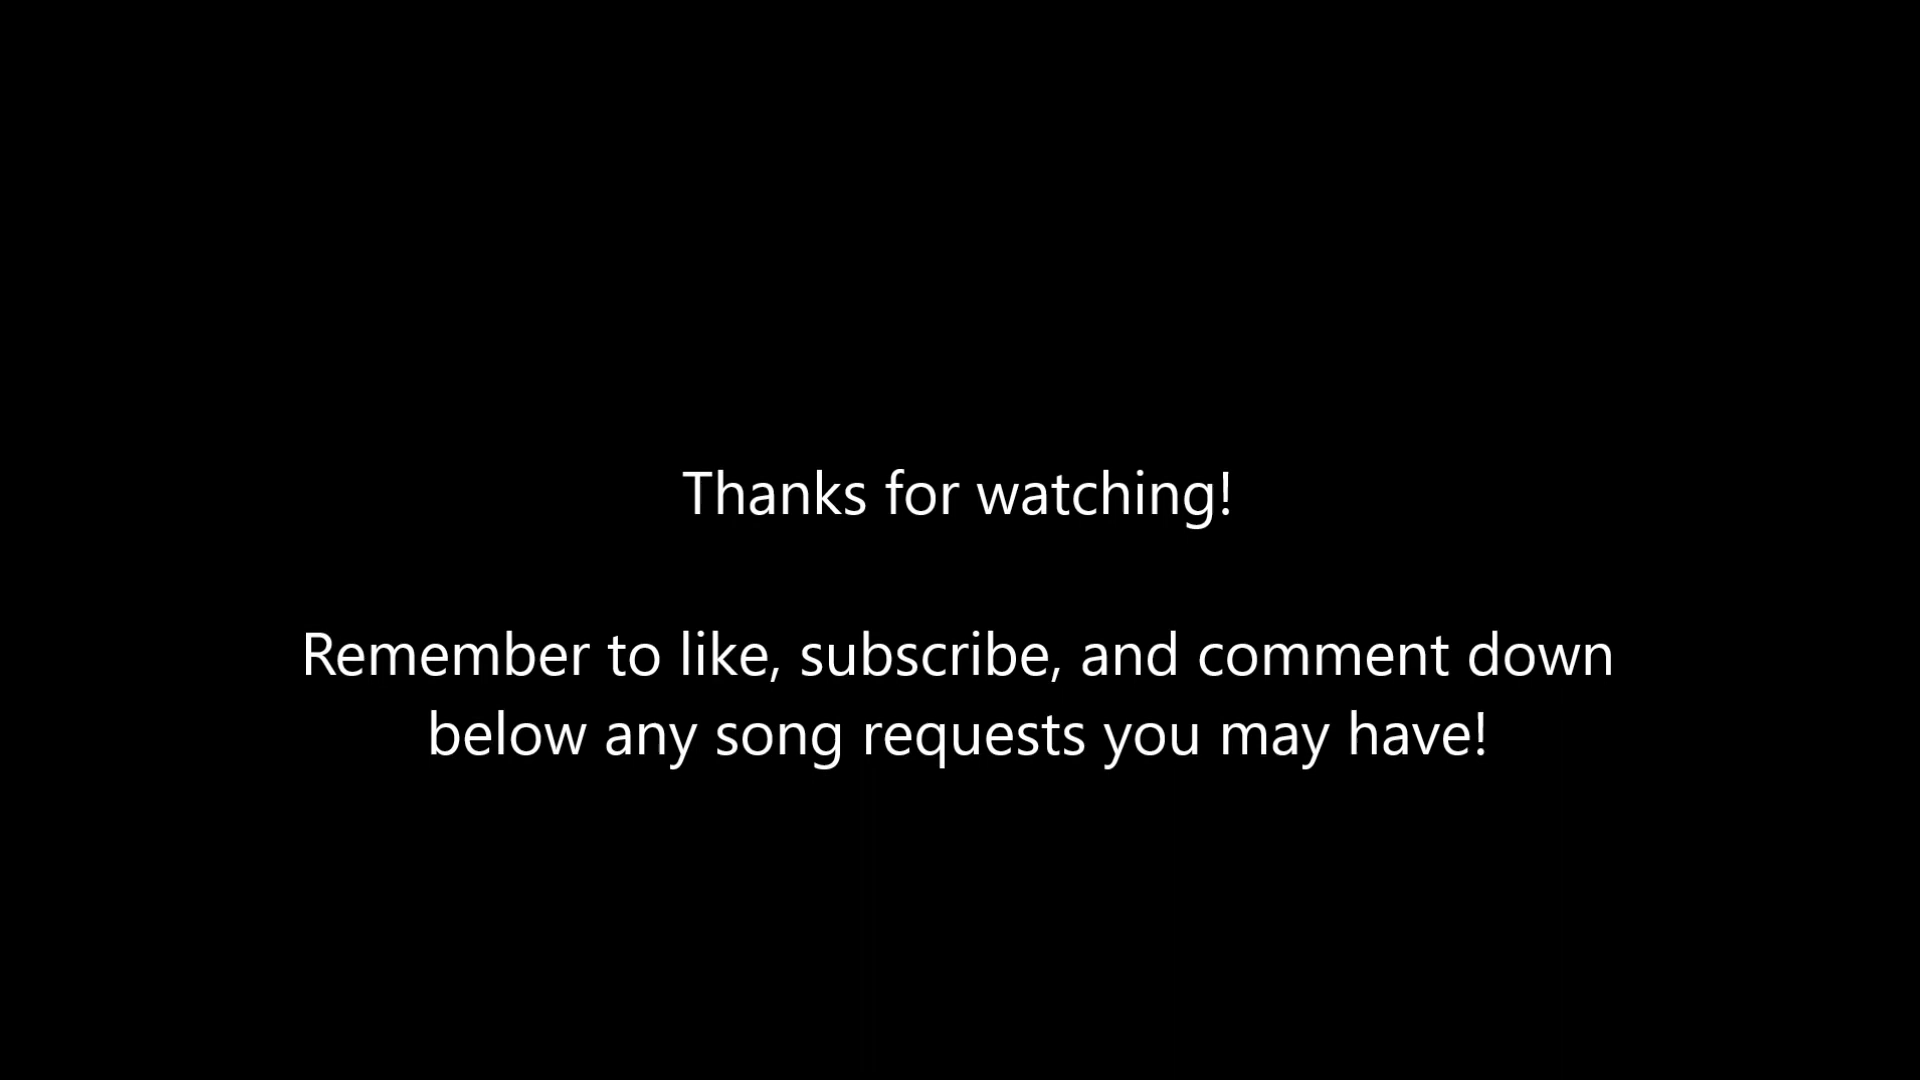 Thanks for watching!
Remember to like, subscribe, and comment down
below any song requests you may have!